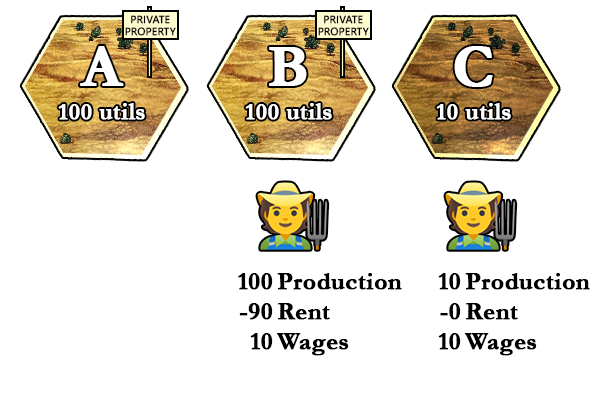 PRIVATE
PROPERTY
A
100 utils
PRIVATE
PROPERTY
B
100 utils
C
10 utils
100 Production
-90 Rent
10 Wages
10 Production
-0 Rent
10 Wages